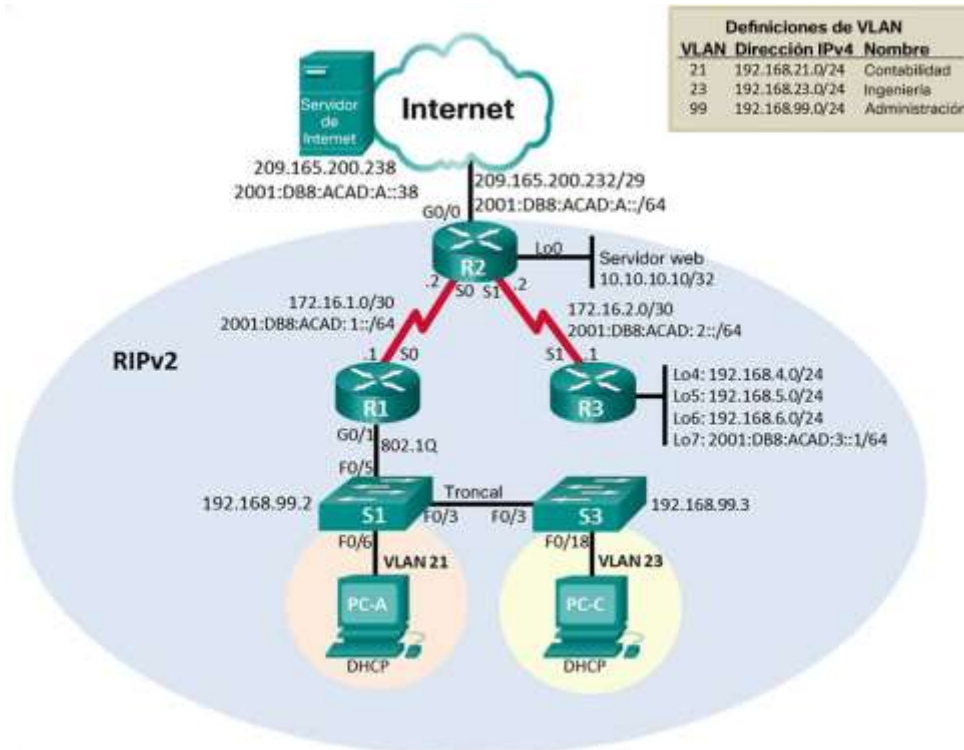 Definiciones de VLAN
VLAN Dirección IPv4 Nombre
21 192.168.21.0/24 Contabilidad
23 192.168.23.0/24 Ingeniería
99 192.168.99.0/24 Administración
Servidor
de
Internet
Internet
209.165.200.238
2001:DB8:ACAD:A::38
209.165.200.232/29
2001:DB8:ACAD:A::/64
G0/0
R2
Lo0
Servidor web
10.10.10.10/32
.2
S0
S1
.2
172.16.1.0/30
2001:DB8:ACAD: 1::/64
172.16.2.0/30
2001:DB8:ACAD: 2::/64
RIPv2
.1
S0
S1
.1
R1
R3
Lo4: 192.168.4.0/24
Lo5: 192.168.5.0/24
Lo6: 192.168.6.0/24
Lo7: 2001:DB8:ACAD:3::1/64
G0/1
802.1Q
F0/5
192.168.99.2
S1
Troncal
F0/3
F0/3
S3
192.168.99.3
F0/6
VLAN 21
F0/18
VLAN 23
PC-A
DHCP
PC-C
DHCP